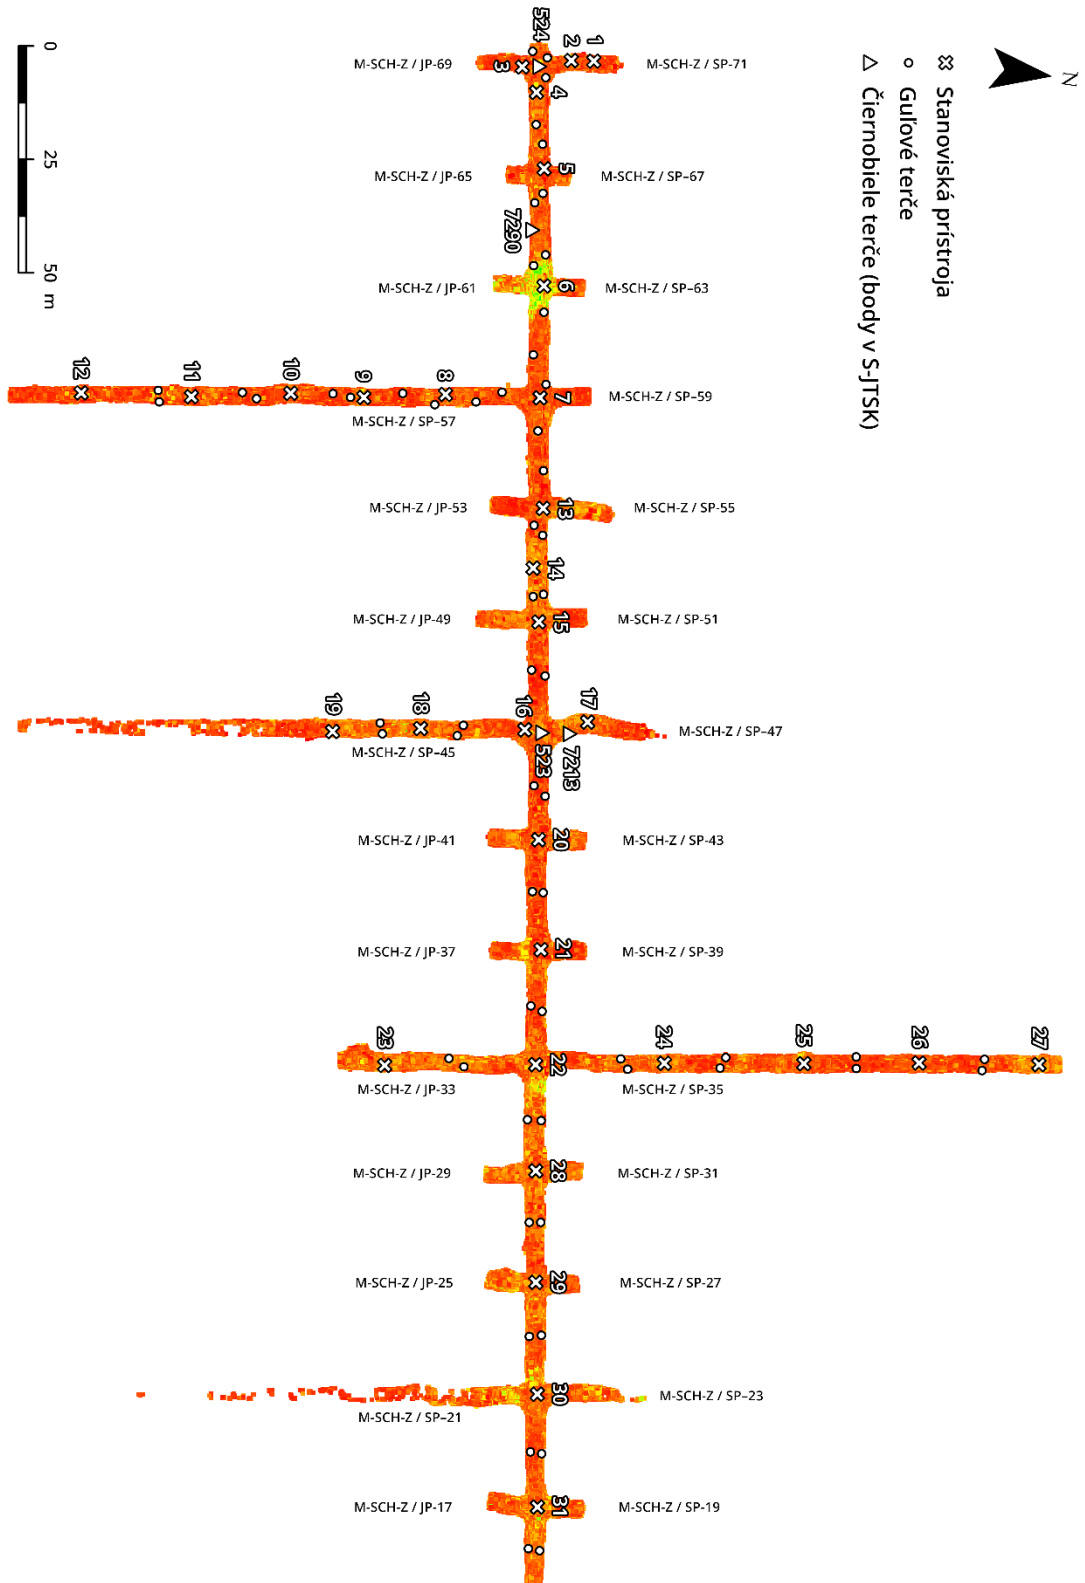 N
Stanoviská prístroja
Guľové terče
Čiernobiele terče (body v S-JTSK)
0
25
50 m
524
2
1
M-SCH-Z / JP-69
3
M-SCH-Z / SP-71
4
M-SCH-Z / JP-65
5
M-SCH-Z / SP-67
7290
M-SCH-Z / JP-61
6
M-SCH-Z / SP-63
12
11
10
9
8
7
M-SCH-Z / SP-59
M-SCH-Z / SP-57
M-SCH-Z / JP-53
13
M-SCH-Z / SP-55
14
M-SCH-Z / JP-49
15
M-SCH-Z / SP-51
19
18
16
17
M-SCH-Z / SP-47
M-SCH-Z / SP-45
523
7213
M-SCH-Z / JP-41
20
M-SCH-Z / SP-43
M-SCH-Z / JP-37
21
M-SCH-Z / SP-39
23
22
24
25
26
27
M-SCH-Z / JP-33
M-SCH-Z / SP-35
M-SCH-Z / JP-29
28
M-SCH-Z / SP-31
M-SCH-Z / JP-25
29
M-SCH-Z / SP-27
30
M-SCH-Z / SP-23
M-SCH-Z / SP-21
M-SCH-Z / JP-17
31
M-SCH-Z / SP-19